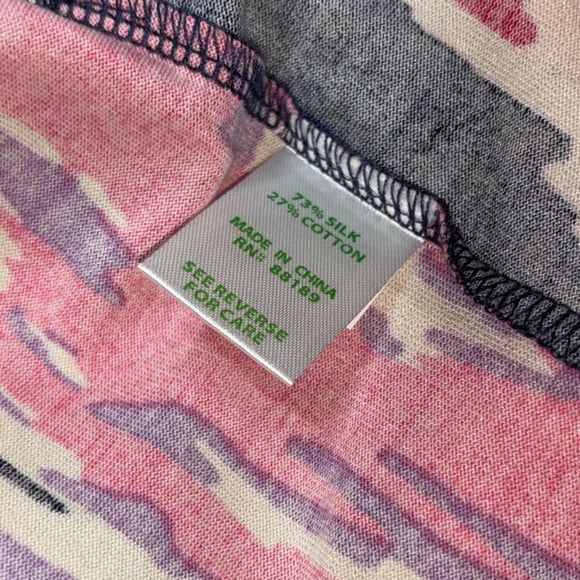 73% SILK
27% COTTON
MADE IN CHINA
RN# 88189
SEE REVERSE
FOR CARE